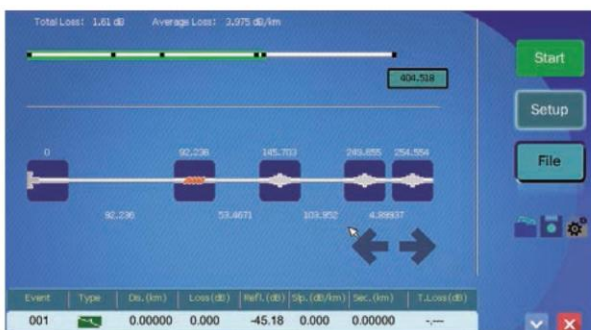 Total Loss: 1.61 dB Average Loss: 3.975 dB/km
404.518
Start
Setup
File
0 92.236 145.703 249.655 254.554
92.236 53.4671 103.952 4.89937
Event Type Dis.(km) Loss(dB) Refl.(dB) Slp.(dB/km) Sec.(km) T.Loss(dB)
001 0.00000 0.000 -45.18 0.000 0.00000 -.---